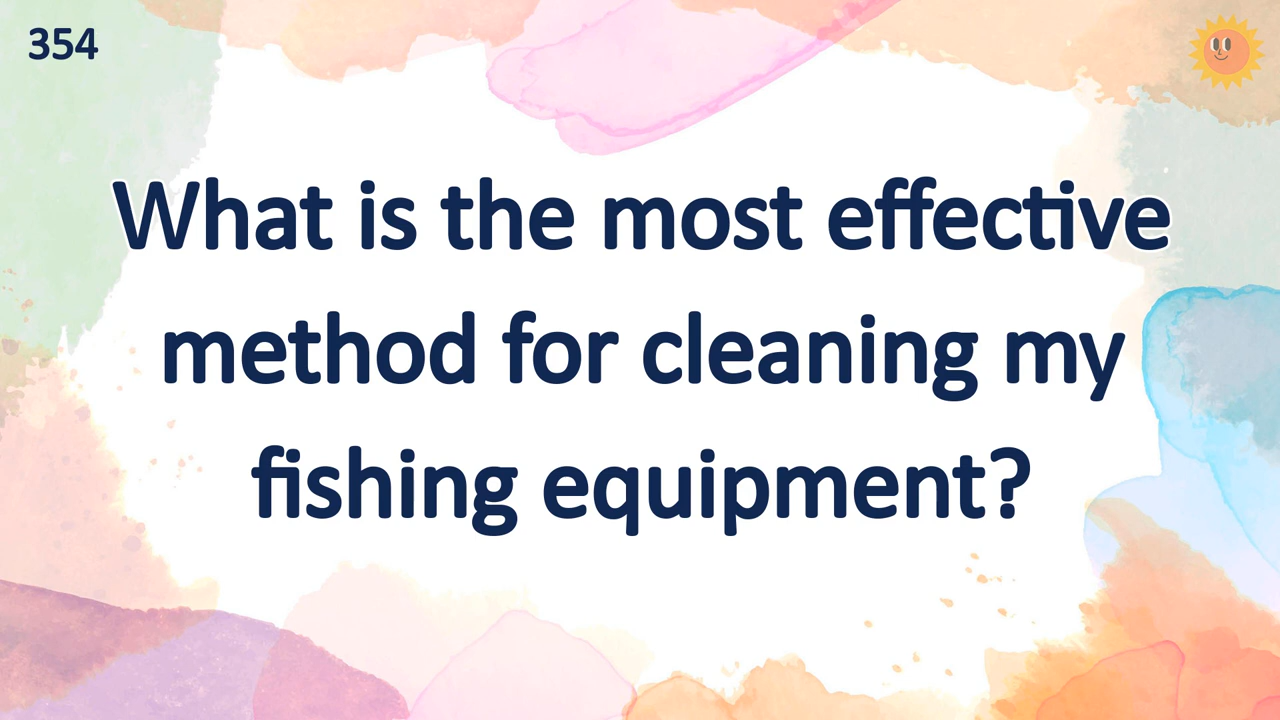 354
What is the most effective
method for cleaning my
fishing equipment?